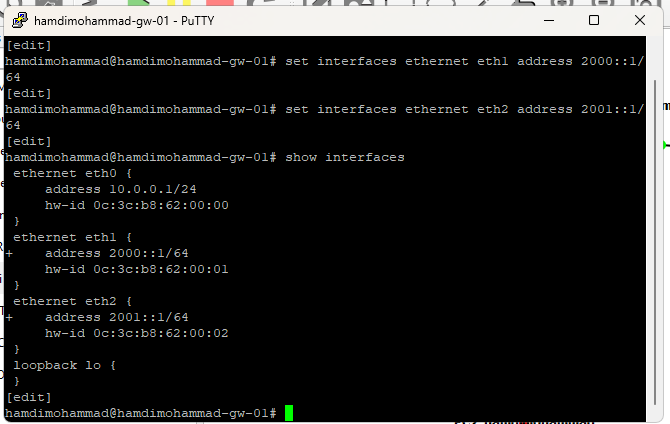 hamdimohammad-gw-01 - PuTTY
[edit]
hamdimohammad@hamdimohammad-gw-01# set interfaces ethernet eth1 address 2000::1/
64
[edit]
hamdimohammad@hamdimohammad-gw-01# set interfaces ethernet eth2 address 2001::1/
64
[edit]
hamdimohammad@hamdimohammad-gw-01# show interfaces
 ethernet eth0 {
     address 10.0.0.1/24
     hw-id 0c:3c:b8:62:00:00
 }
 ethernet eth1 {
+    address 2000::1/64
     hw-id 0c:3c:b8:62:00:01
 }
 ethernet eth2 {
+    address 2001::1/64
     hw-id 0c:3c:b8:62:00:02
 }
 loopback lo {
 }
[edit]
hamdimohammad@hamdimohammad-gw-01#